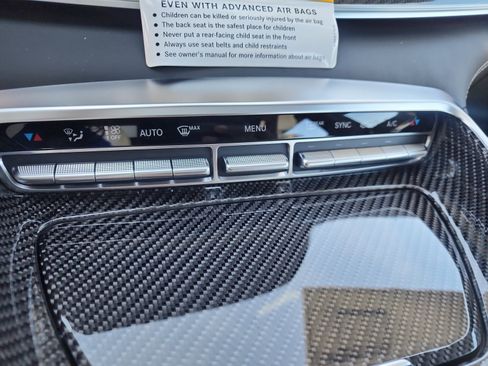 EVEN WITH ADVANCED AIR BAGS
• Children can be killed or seriously injured by the air bag
• The back seat is the safest place for children
• Never put a rear-facing child seat in the front
• Always use seat belts and child restraints
• See owner's manual for more information about air bags
OFF AUTO MAX MENU REAR SYNC A/C